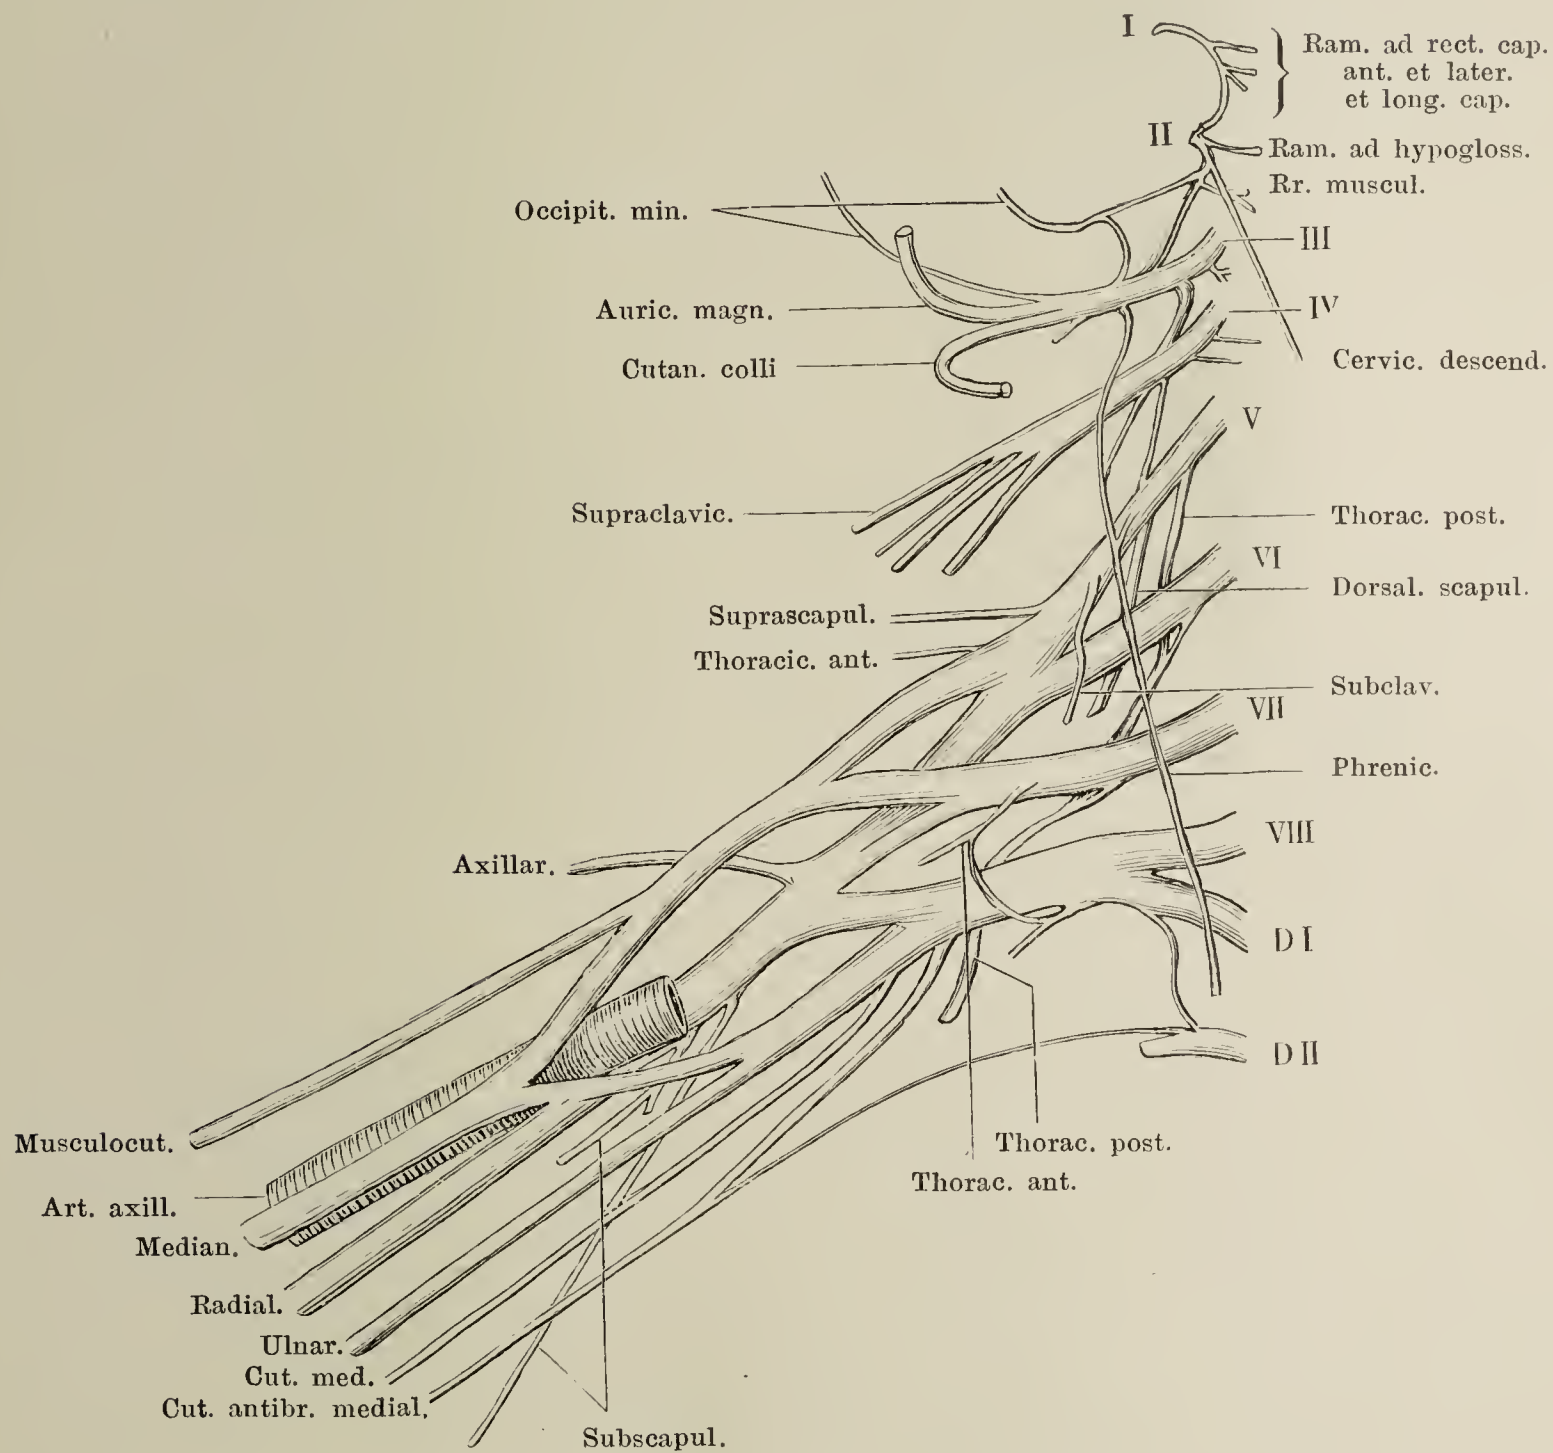 I
Ram. ad rect. cap.
ant. et later.
et long. cap.
II
Ram. ad hypogloss.
Rr. muscul.
Occipit. min.
III
Auric. magn.
IV
Cutan. colli
Cervic. descend.
V
Supraclavic.
Thorac. post.
VI
Dorsal. scapul.
Suprascapul.
Thoracic. ant.
Subclav.
VII
Phrenic.
VIII
Axillar.
D I
D II
Musculocut.
Thorac. post.
Thorac. ant.
Art. axill.
Median.
Radial.
Ulnar.
Cut. med.
Cut. antibr. medial.
Subscapul.